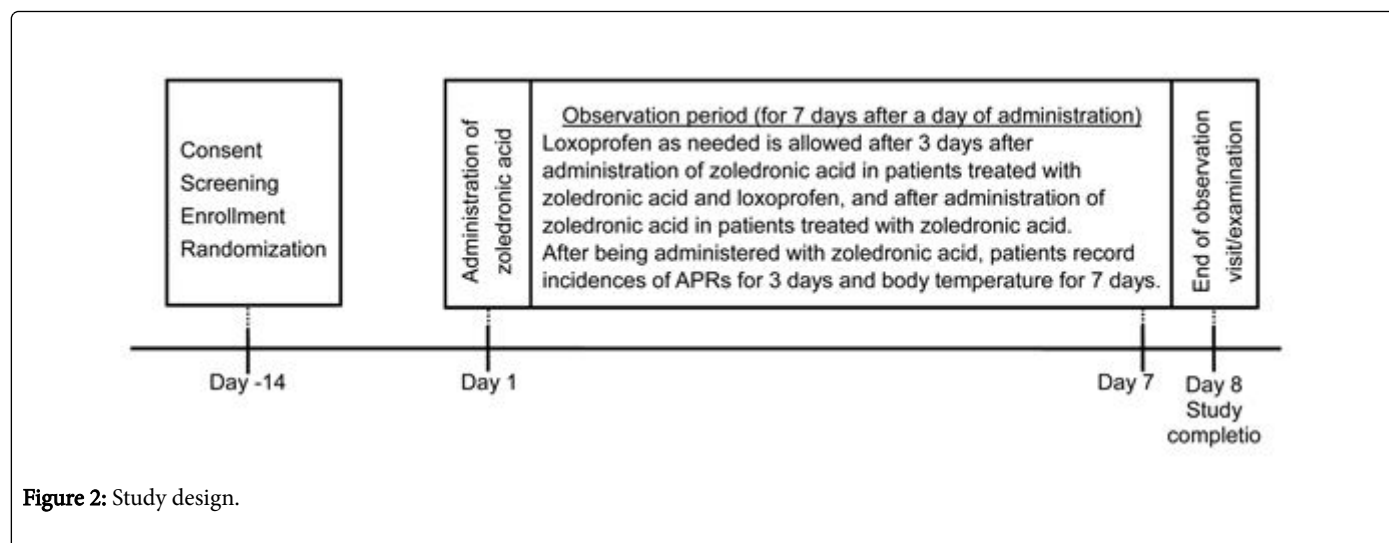 Consent
Screening
Enrollment
Randomization
Administration of
zoledronic acid
Observation period (for 7 days after a day of administration)
Loxoprofen as needed is allowed after 3 days after
administration of zoledronic acid in patients treated with
zoledronic acid and loxoprofen, and after administration of
zoledronic acid in patients treated with zoledronic acid.
After being administered with zoledronic acid, patients record
incidences of APRs for 3 days and body temperature for 7 days.
End of observation
visit/examination
Day -14
Day 1
Day 7
Day 8
Study
completio
Figure 2: Study design.